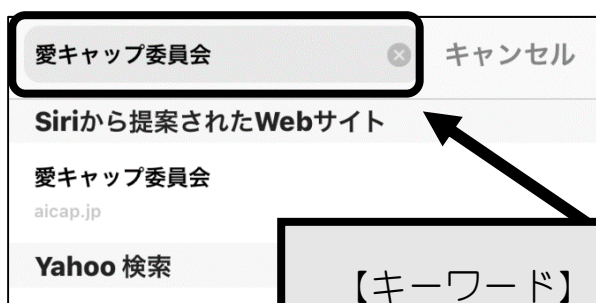 愛キャップ委員会 キャンセル
Siriから提案されたWebサイト
愛キャップ委員会
aicap.jp
Yahoo 検索
【キーワード】